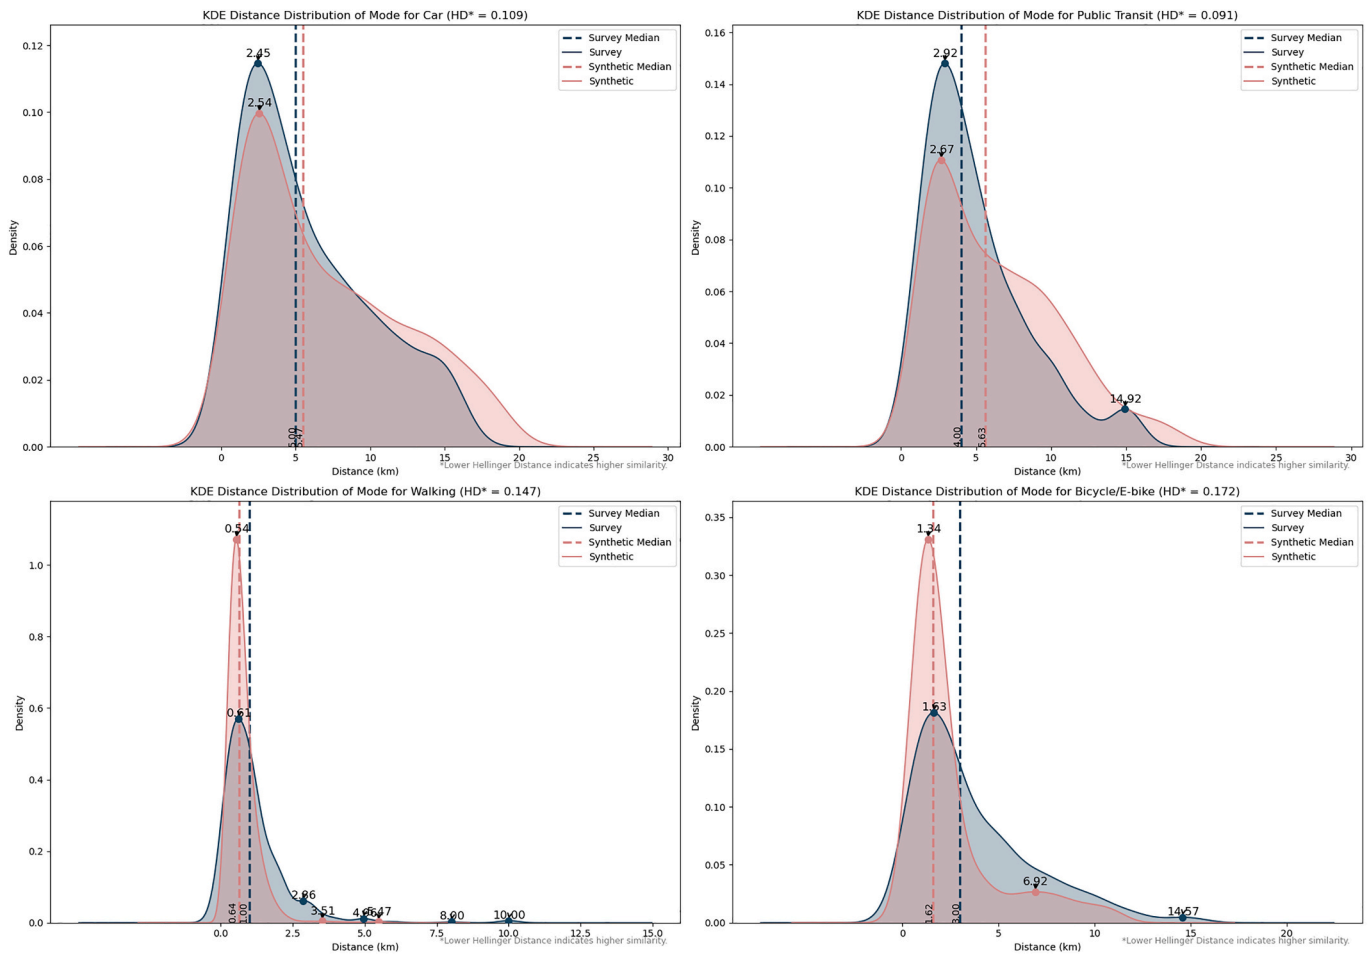 KDE Distance Distribution of Mode for Car (HD* = 0.109)
Survey Median
Survey
Synthetic Median
Synthetic
2.45
2.54
5.00
5.47
0.12
0.10
0.08
0.06
0.04
0.02
0.00
Density
0 5 10 15 20 25 30
Distance (km)
*Lower Hellinger Distance indicates higher similarity.
KDE Distance Distribution of Mode for Public Transit (HD* = 0.091)
Survey Median
Survey
Synthetic Median
Synthetic
2.92
2.67
14.92
4.00
5.63
0.16
0.14
0.12
0.10
0.08
0.06
0.04
0.02
0.00
Density
0 5 10 15 20 25 30
Distance (km)
*Lower Hellinger Distance indicates higher similarity.
KDE Distance Distribution of Mode for Walking (HD* = 0.147)
Survey Median
Survey
Synthetic Median
Synthetic
0.54
0.61
2.86
3.51
5.47
8.00
10.00
0.64
1.00
1.0
0.8
0.6
0.4
0.2
0.0
Density
0.0 2.5 5.0 7.5 10.0 12.5 15.0
Distance (km)
*Lower Hellinger Distance indicates higher similarity.
KDE Distance Distribution of Mode for Bicycle/E-bike (HD* = 0.172)
Survey Median
Survey
Synthetic Median
Synthetic
1.34
1.63
6.92
14.57
1.62
3.00
0.35
0.30
0.25
0.20
0.15
0.10
0.05
0.00
Density
0 5 10 15 20
Distance (km)
*Lower Hellinger Distance indicates higher similarity.